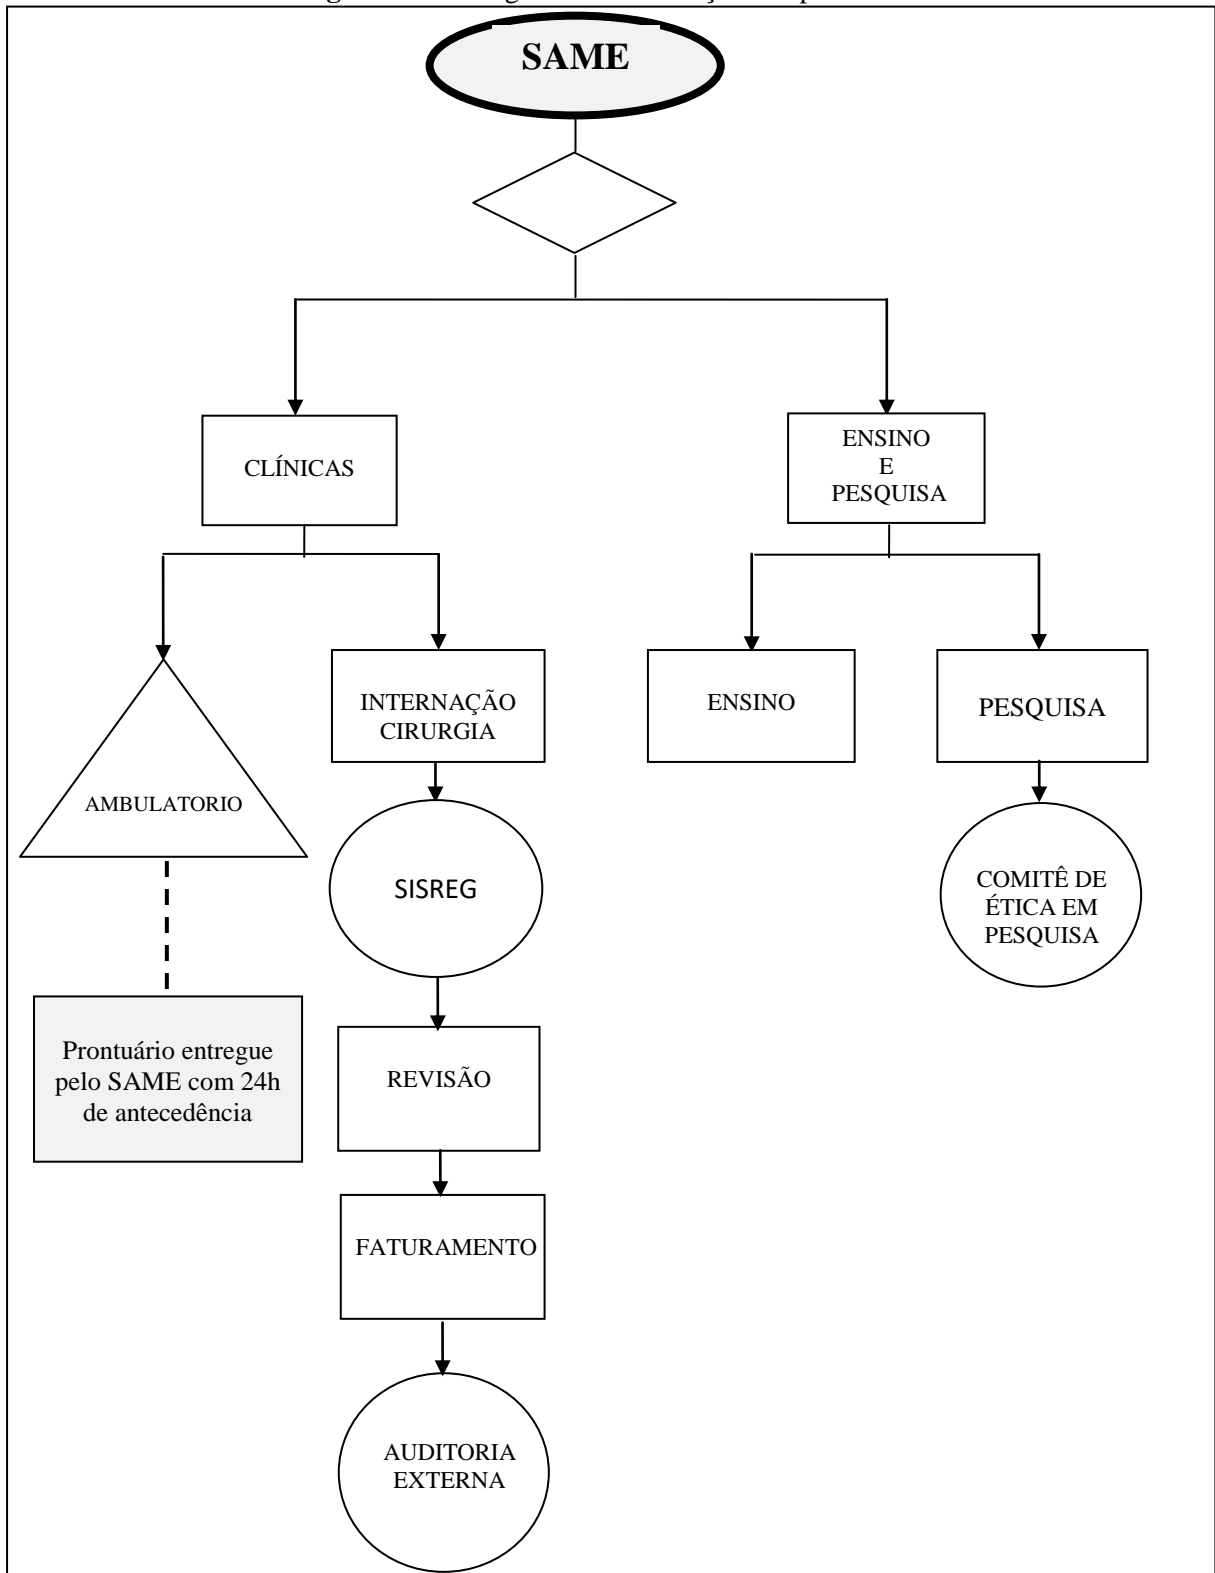 SAME
CLÍNICAS
ENSINO
E
PESQUISA
INTERNAÇÃO
CIRURGIA
ENSINO
PESQUISA
AMBULATORIO
SISREG
COMITÊ DE
ÉTICA EM
PESQUISA
Prontuário entregue
pelo SAME com 24h
de antecedência
REVISÃO
FATURAMENTO
AUDITORIA
EXTERNA